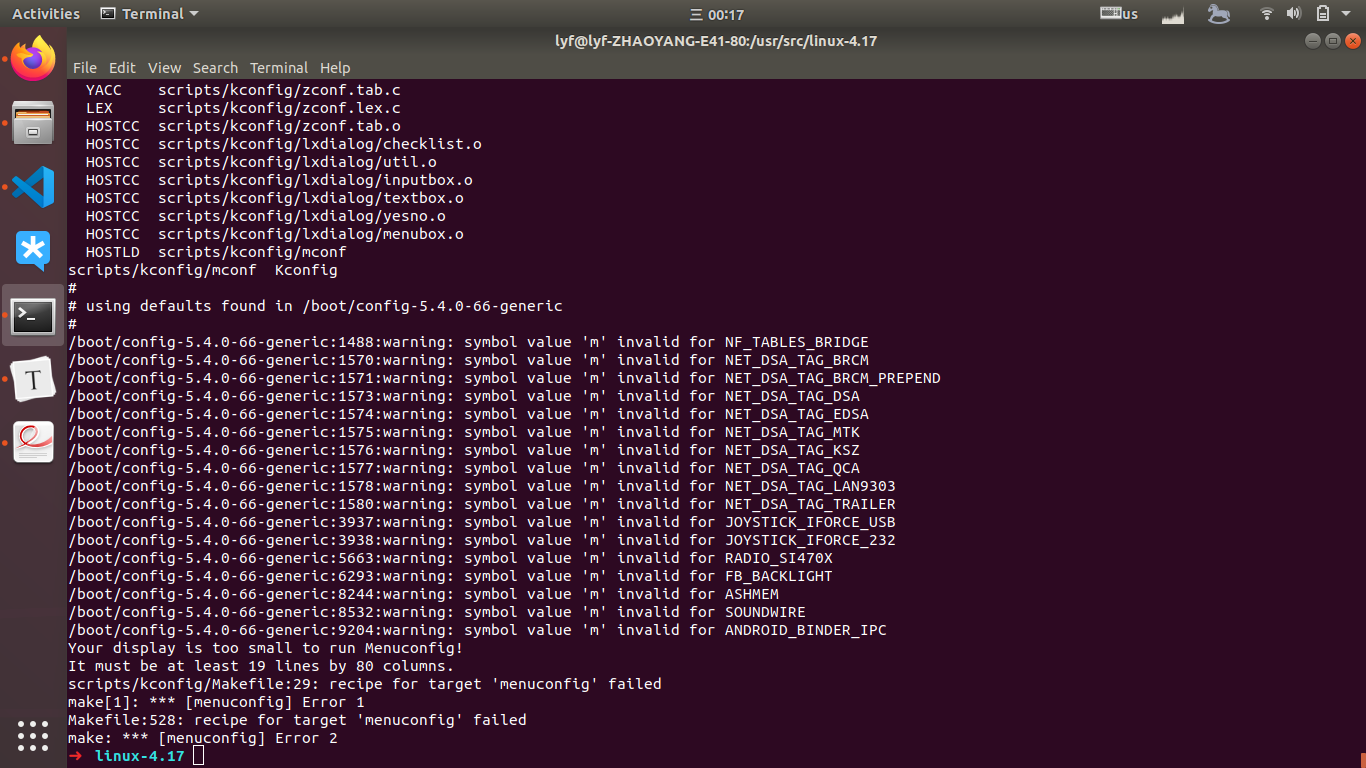 Activities Terminal 三 00:17 us
lyf@lyf-ZHAOYANG-E41-80:/usr/src/linux-4.17
File Edit View Search Terminal Help
YACC scripts/kconfig/zconf.tab.c
LEX scripts/kconfig/zconf.lex.c
HOSTCC scripts/kconfig/zconf.tab.o
HOSTCC scripts/kconfig/lxdialog/checklist.o
HOSTCC scripts/kconfig/lxdialog/util.o
HOSTCC scripts/kconfig/lxdialog/inputbox.o
HOSTCC scripts/kconfig/lxdialog/textbox.o
HOSTCC scripts/kconfig/lxdialog/yesno.o
HOSTCC scripts/kconfig/lxdialog/menubox.o
HOSTLD scripts/kconfig/mconf
scripts/kconfig/mconf Kconfig
#
# using defaults found in /boot/config-5.4.0-66-generic
#
/boot/config-5.4.0-66-generic:1488:warning: symbol value 'm' invalid for NF_TABLES_BRIDGE
/boot/config-5.4.0-66-generic:1570:warning: symbol value 'm' invalid for NET_DSA_TAG_BRCM
/boot/config-5.4.0-66-generic:1571:warning: symbol value 'm' invalid for NET_DSA_TAG_BRCM_PREPEND
/boot/config-5.4.0-66-generic:1573:warning: symbol value 'm' invalid for NET_DSA_TAG_DSA
/boot/config-5.4.0-66-generic:1574:warning: symbol value 'm' invalid for NET_DSA_TAG_EDSA
/boot/config-5.4.0-66-generic:1575:warning: symbol value 'm' invalid for NET_DSA_TAG_MTK
/boot/config-5.4.0-66-generic:1576:warning: symbol value 'm' invalid for NET_DSA_TAG_KSZ
/boot/config-5.4.0-66-generic:1577:warning: symbol value 'm' invalid for NET_DSA_TAG_QCA
/boot/config-5.4.0-66-generic:1578:warning: symbol value 'm' invalid for NET_DSA_TAG_LAN9303
/boot/config-5.4.0-66-generic:1580:warning: symbol value 'm' invalid for NET_DSA_TAG_TRAILER
/boot/config-5.4.0-66-generic:3937:warning: symbol value 'm' invalid for JOYSTICK_IFORCE_USB
/boot/config-5.4.0-66-generic:3938:warning: symbol value 'm' invalid for JOYSTICK_IFORCE_232
/boot/config-5.4.0-66-generic:5663:warning: symbol value 'm' invalid for RADIO_SI470X
/boot/config-5.4.0-66-generic:6293:warning: symbol value 'm' invalid for FB_BACKLIGHT
/boot/config-5.4.0-66-generic:8244:warning: symbol value 'm' invalid for ASHMEM
/boot/config-5.4.0-66-generic:8532:warning: symbol value 'm' invalid for SOUNDWIRE
/boot/config-5.4.0-66-generic:9204:warning: symbol value 'm' invalid for ANDROID_BINDER_IPC
Your display is too small to run Menuconfig!
It must be at least 19 lines by 80 columns.
scripts/kconfig/Makefile:29: recipe for target 'menuconfig' failed
make[1]: *** [menuconfig] Error 1
Makefile:528: recipe for target 'menuconfig' failed
make: *** [menuconfig] Error 2
➜ linux-4.17
T